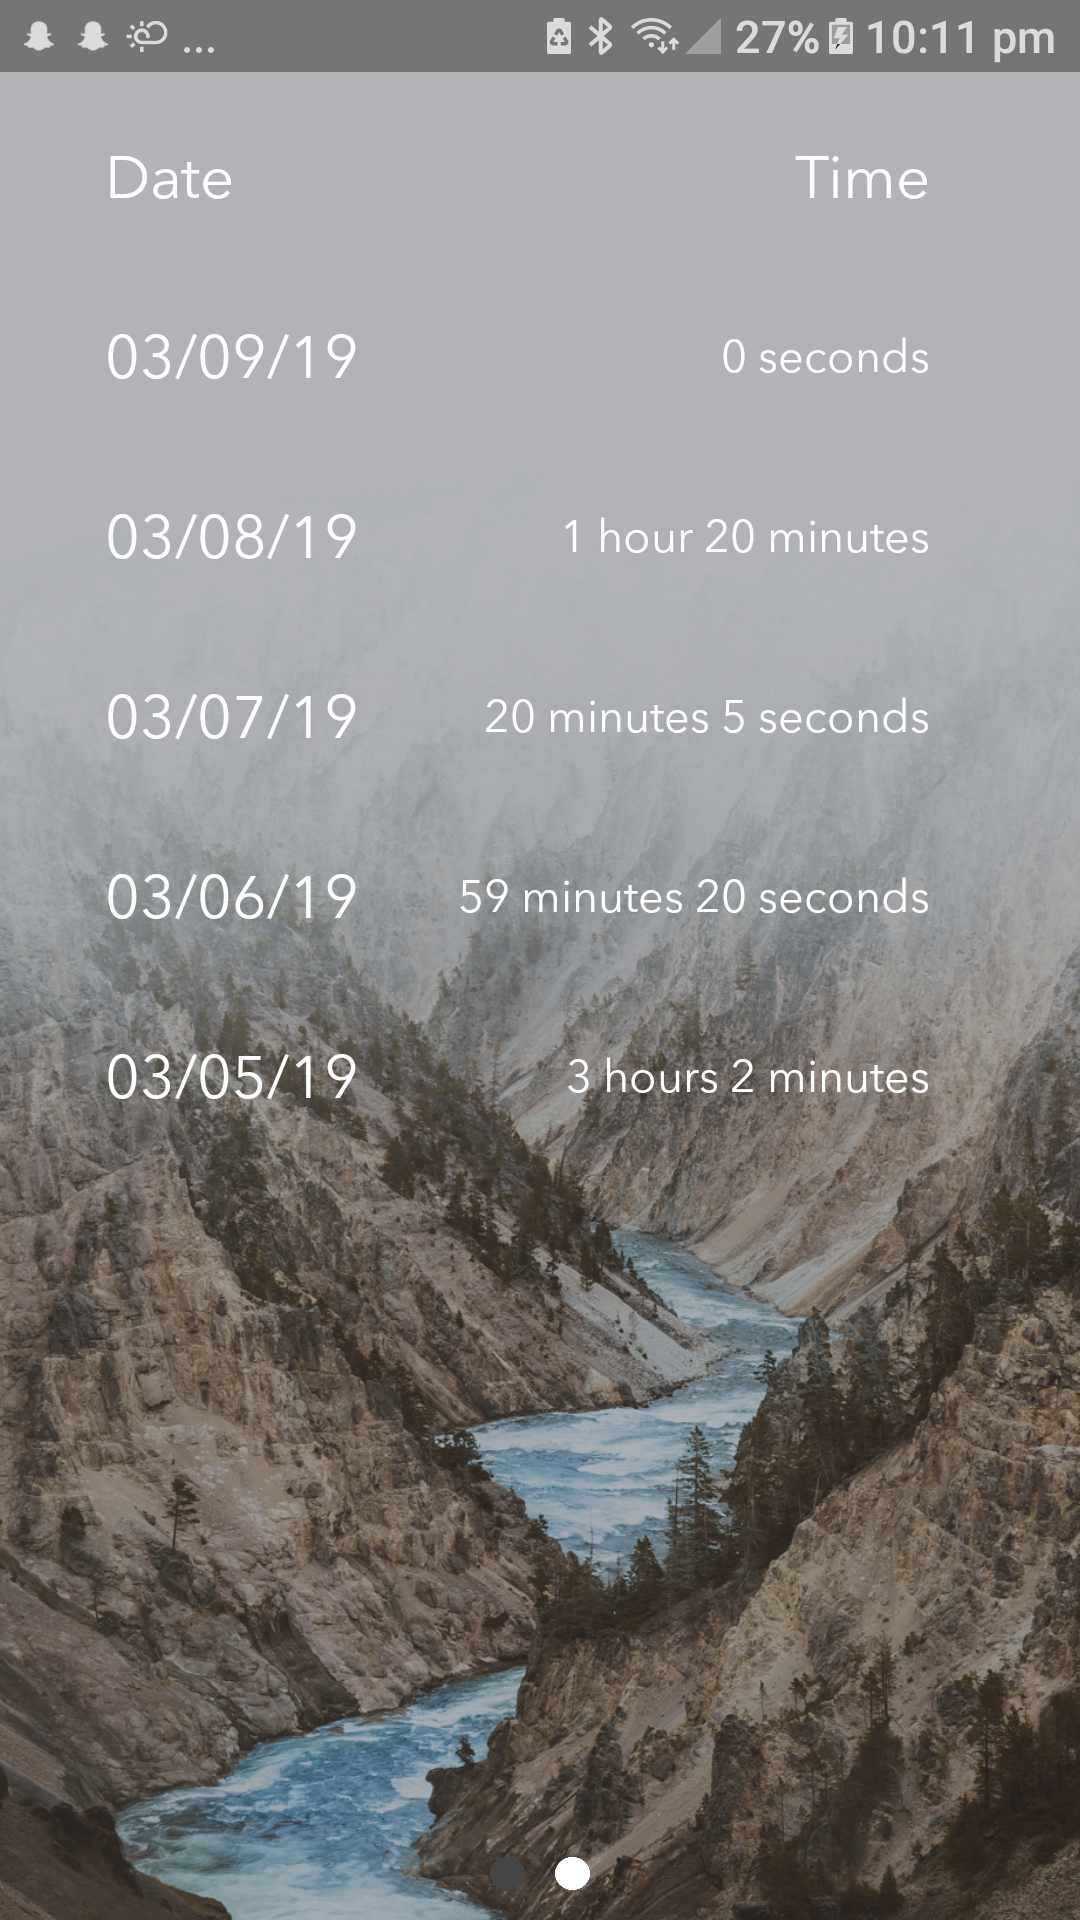 27% 10:11 pm
Date Time
03/09/19 0 seconds
03/08/19 1 hour 20 minutes
03/07/19 20 minutes 5 seconds
03/06/19 59 minutes 20 seconds
03/05/19 3 hours 2 minutes